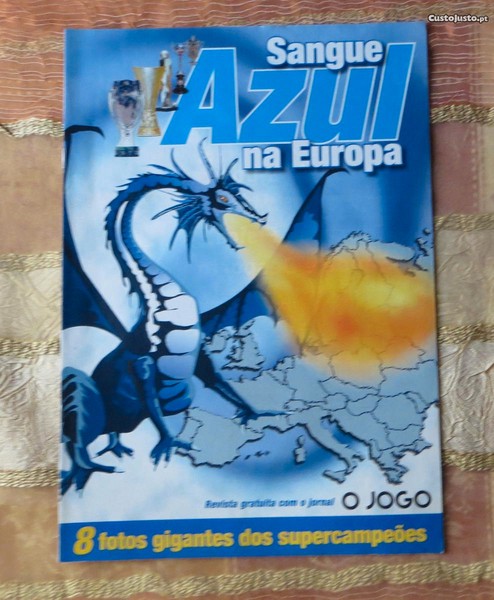 CustoJusto.pt
Sangue
Azul
na Europa
Revista gratuita com o jornal O JOGO
8 fotos gigantes dos supercampeões